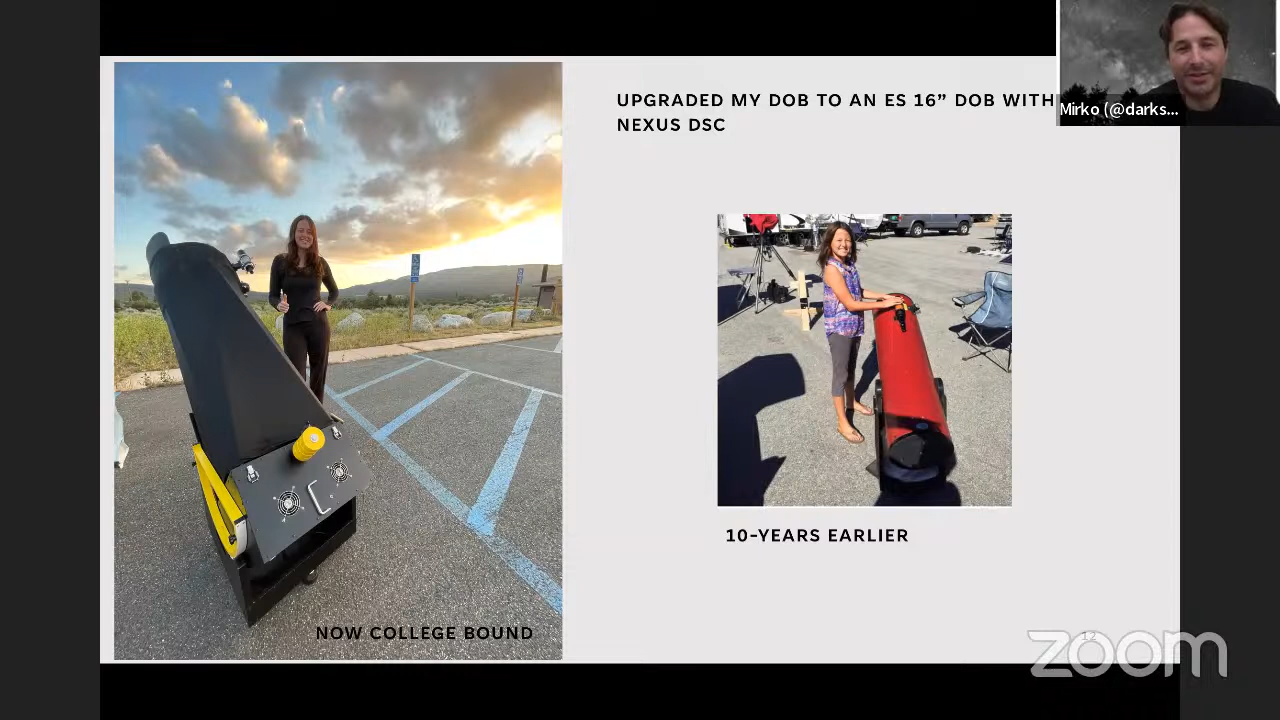 UPGRADED MY DOB TO AN ES 16” DOB WITH
NEXUS DSC
Mirko (@darks...
10-YEARS EARLIER
NOW COLLEGE BOUND
12
zoom